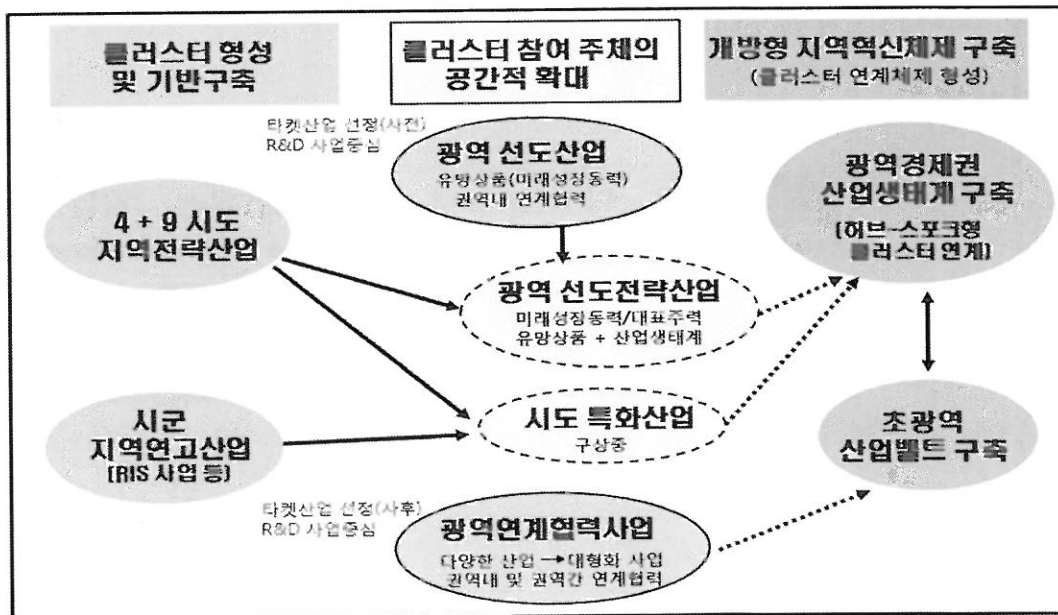 클러스터 형성
및 기반구축
클러스터 참여 주체의
공간적 확대
개방형 지역혁신체제 구축
(클러스터 연계체제 형성)
타켓산업 선정(사전)
R&D 사업중심
광역 선도산업
유망상품(미래성장동력)
권역내 연계협력
광역경제권
산업생태계 구축
(허브-스포크형
클러스터 연계)
4 + 9 시도
지역전략산업
광역 선도전략산업
미래성장동력/대표주력
유망상품 + 산업생태계
시도 특화산업
구상중
시군
지역연고산업
(RIS 사업 등)
초광역
산업벨트 구축
타켓산업 선정(사후)
R&D 사업중심
광역연계협력사업
다양한 산업 → 대형화 사업
권역내 및 권역간 연계협력